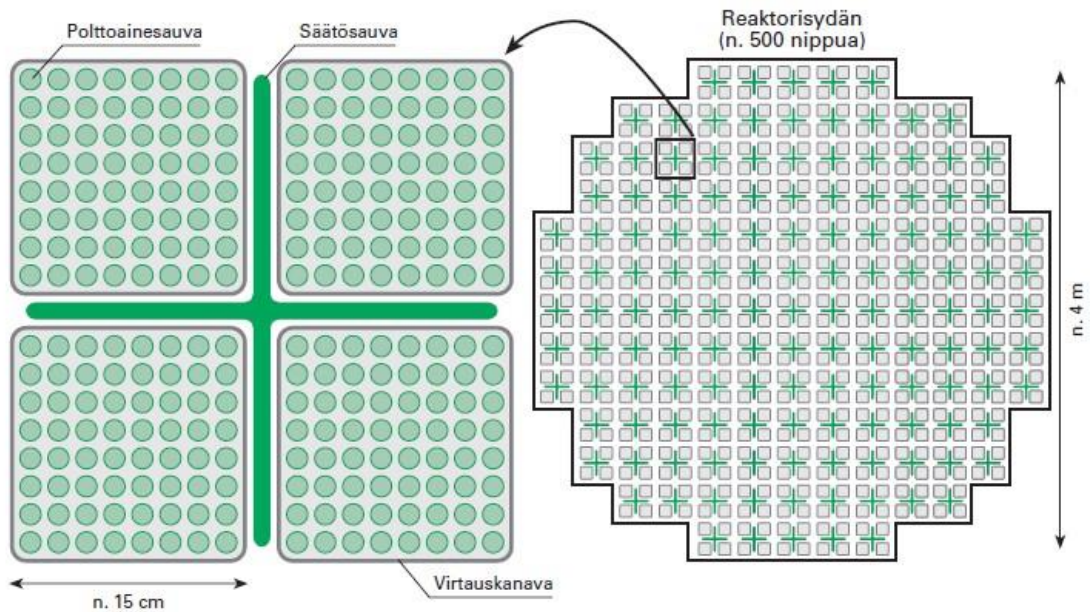 Polttoainesauva
Säätösauva
Reaktorisydän
(n. 500 nippua)
n. 4 m
Virtauskanava
n. 15 cm